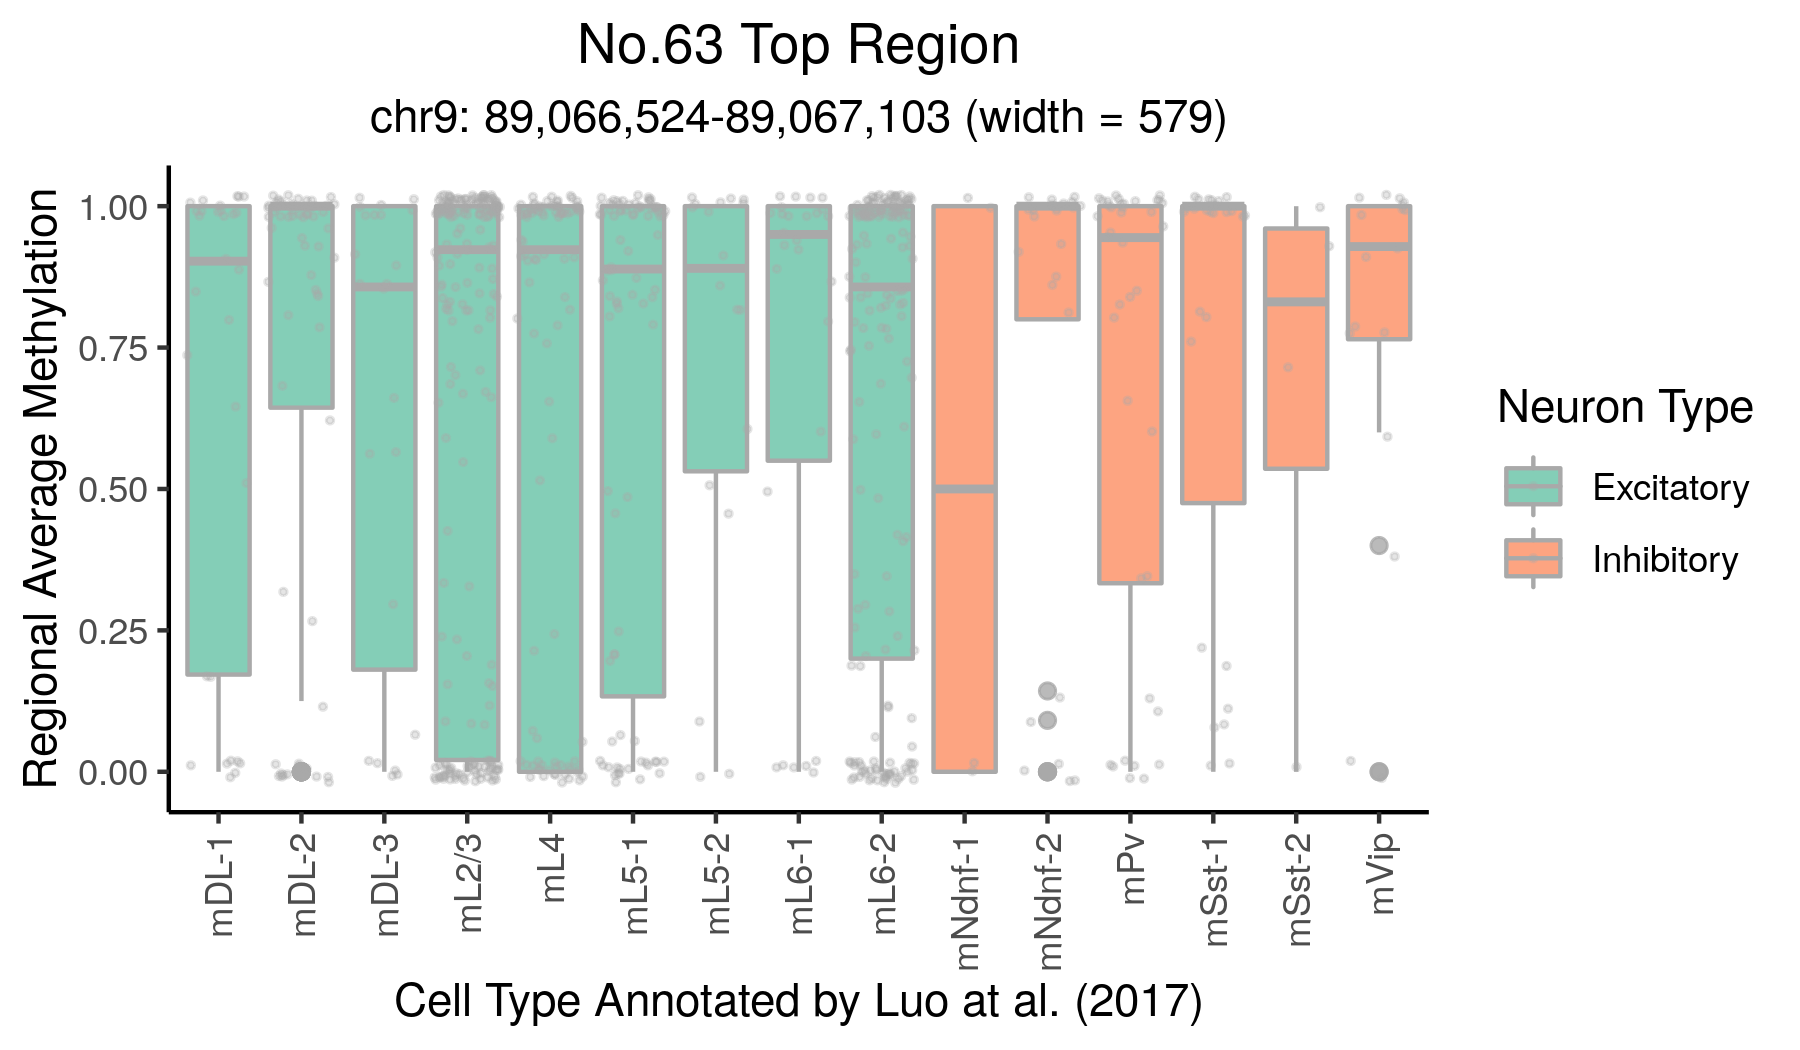 No.63 Top Region
chr9: 89,066,524-89,067,103 (width = 579)
Regional Average Methylation
1.00
0.75
0.50
0.25
0.00
mDL-1
mDL-2
mDL-3
mL2/3
mL4
mL5-1
mL5-2
mL6-1
mL6-2
mNdnf-1
mNdnf-2
mPv
mSst-1
mSst-2
mVip
Cell Type Annotated by Luo at al. (2017)
Neuron Type
Excitatory
Inhibitory